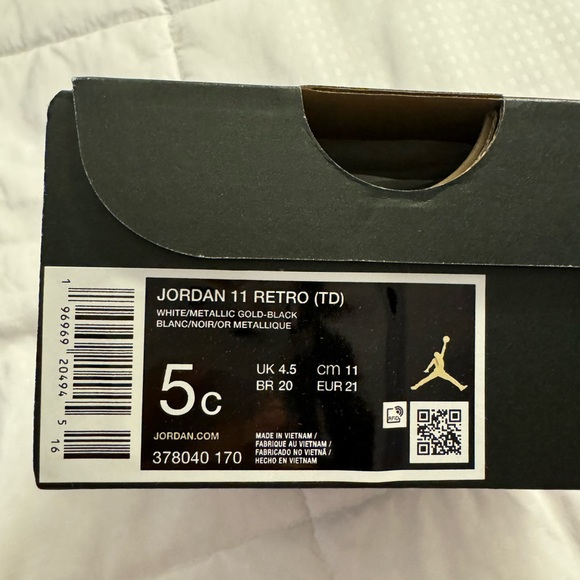 JORDAN 11 RETRO (TD)
WHITE/METALLIC GOLD-BLACK
BLANC/NOIR/OR METALLIQUE
5c
UK 4.5 cm 11
BR 20 EUR 21
JORDAN.COM
378040 170
MADE IN VIETNAM /
FABRIQUE AU VIETNAM /
FABRICADO NO VIETNÃ /
HECHO EN VIETNAM
RFID
1 96969 20494 5 16